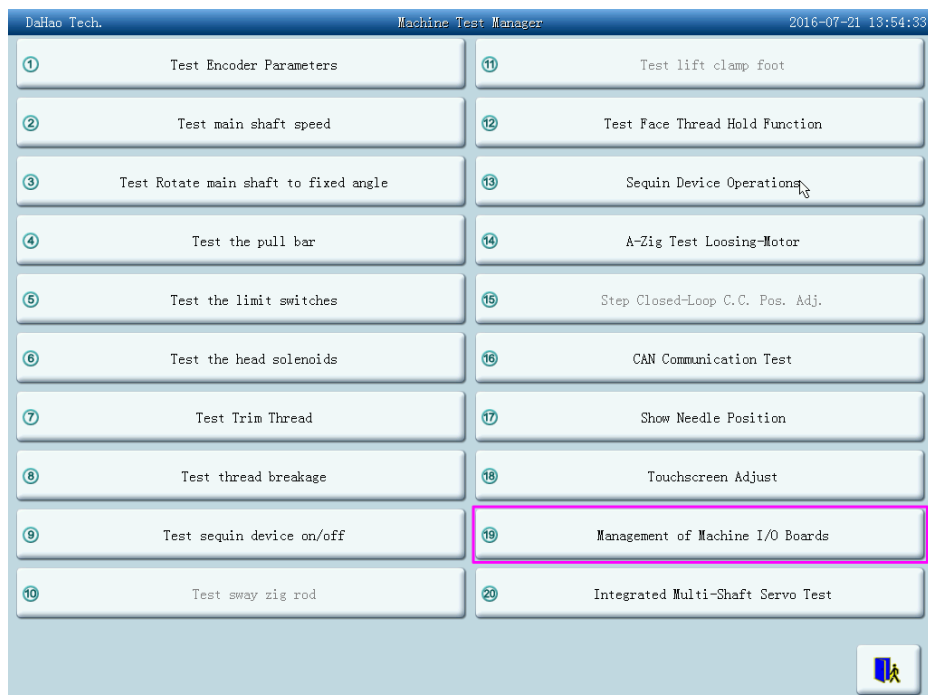 DaHao Tech. Machine Test Manager 2016-07-21 13:54:33
1 Test Encoder Parameters
2 Test main shaft speed
3 Test Rotate main shaft to fixed angle
4 Test the pull bar
5 Test the limit switches
6 Test the head solenoids
7 Test Trim Thread
8 Test thread breakage
9 Test sequin device on/off
10 Test sway zig rod
11 Test lift clamp foot
12 Test Face Thread Hold Function
13 Sequin Device Operations
14 A-Zig Test Loosing-Motor
15 Step Closed-Loop C.C. Pos. Adj.
16 CAN Communication Test
17 Show Needle Position
18 Touchscreen Adjust
19 Management of Machine I/O Boards
20 Integrated Multi-Shaft Servo Test